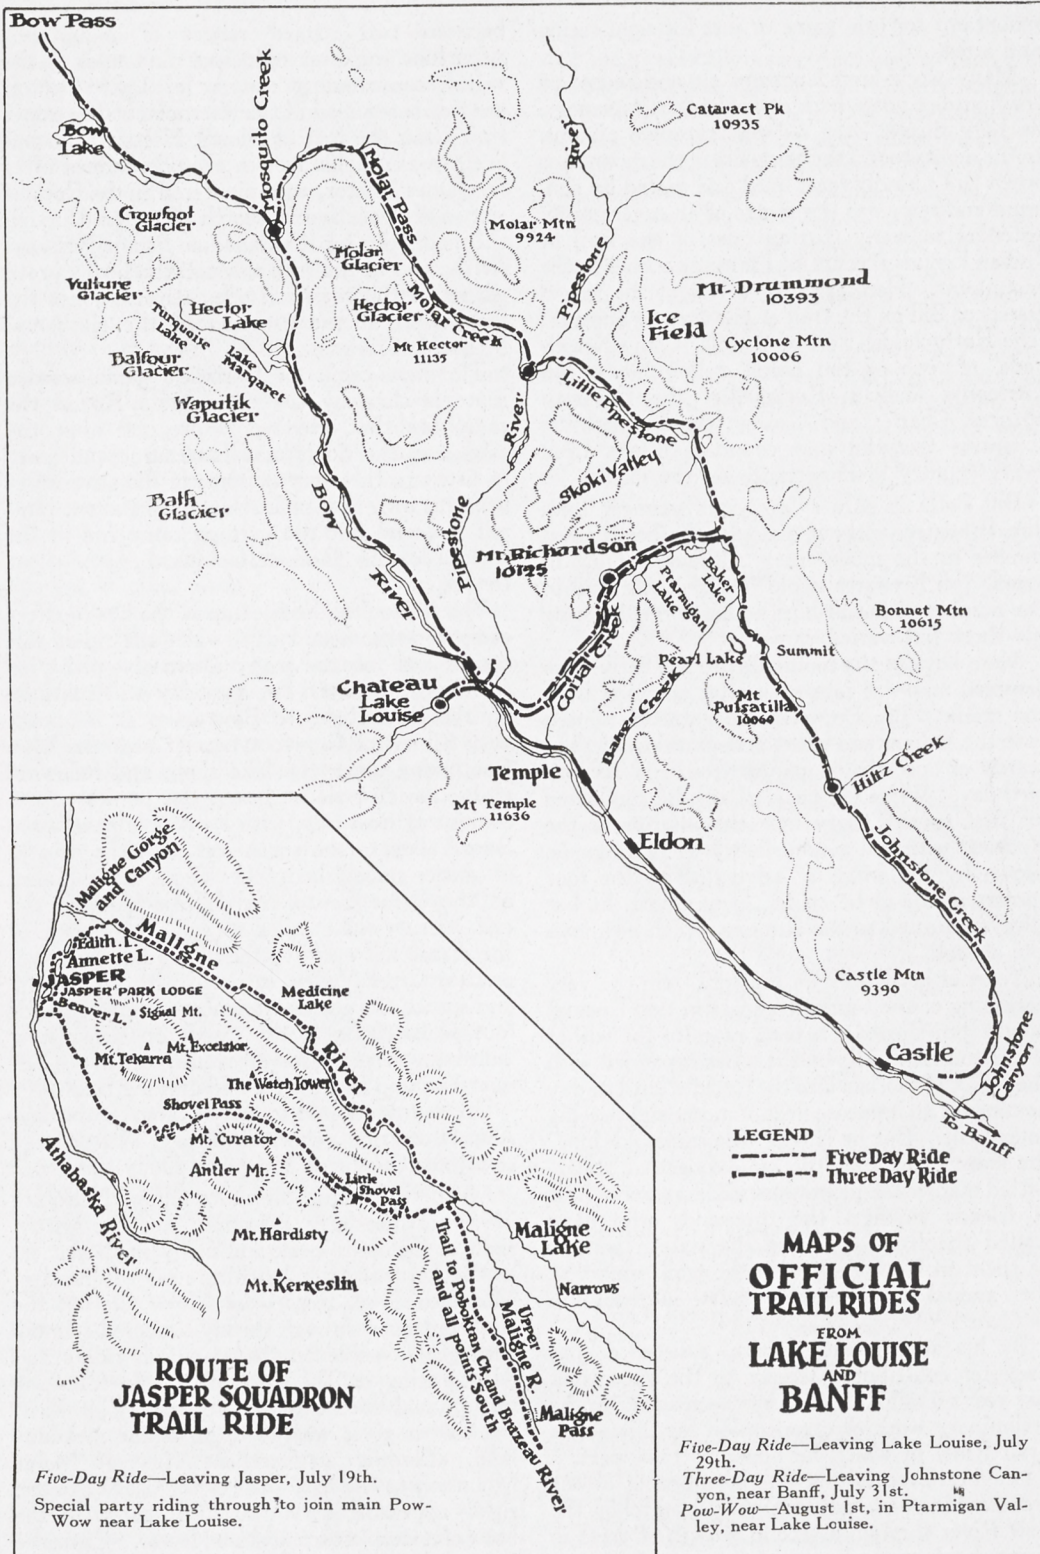 Bow Pass
Bow
Lake
Mosquito Creek
Molar Pass
River
Cataract Pk
10935
Crowfoot
Glacier
Molar Mtn
9924
Molar
Glacier
Pipestone
Vulture
Glacier
Hector
Lake
Hector
Glacier
Molar Creek
Mt. Drummond
10393
Ice
Field
Turquoise
Lake
Lake
Margaret
Mt Hector
11135
Cyclone Mtn
10006
Balfour
Glacier
Waputik
Glacier
Little Pipestone
River
Skoki Valley
Bath
Glacier
Bow
River
Pipestone
Mt. Richardson
10125
Ptarmigan
Lake
Baker
Lake
Bonnet Mtn
10615
Corral Creek
Pearl Lake
Summit
Chateau
Lake
Louise
Baker Creek
Mt
Pulsatilla
10060
Temple
Hiltz Creek
Mt Temple
11636
Eldon
Johnstone Creek
Castle Mtn
9390
Castle
Johnstone
Canyon
To Banff
LEGEND
Five Day Ride
Three Day Ride
MAPS OF
OFFICIAL
TRAIL RIDES
FROM
LAKE LOUISE
AND
BANFF
Five-Day Ride—Leaving Lake Louise, July
29th.
Three-Day Ride—Leaving Johnstone Can-
yon, near Banff, July 31st.
Pow-Wow—August 1st, in Ptarmigan Val-
ley, near Lake Louise.
Maligne Gorge
and Canyon
Maligne
Edith. L.
Annette L.
JASPER
JASPER PARK LODGE
Beaver L.
Signal Mt.
Medicine
Lake
Mt. Tekarra
Mt. Excelsior
River
The Watch Tower
Shovel Pass
Mt. Curator
Antler Mt.
Little
Shovel
Pass
Athabaska River
Mt. Hardisty
Maligne
Lake
Mt. Kerkeslin
Narrows
Trail to Poboktan Ck. and Brazeau River
and all points South
Upper
Maligne R.
Maligne
Pass
ROUTE OF
JASPER SQUADRON
TRAIL RIDE
Five-Day Ride—Leaving Jasper, July 19th.
Special party riding through to join main Pow-
Wow near Lake Louise.